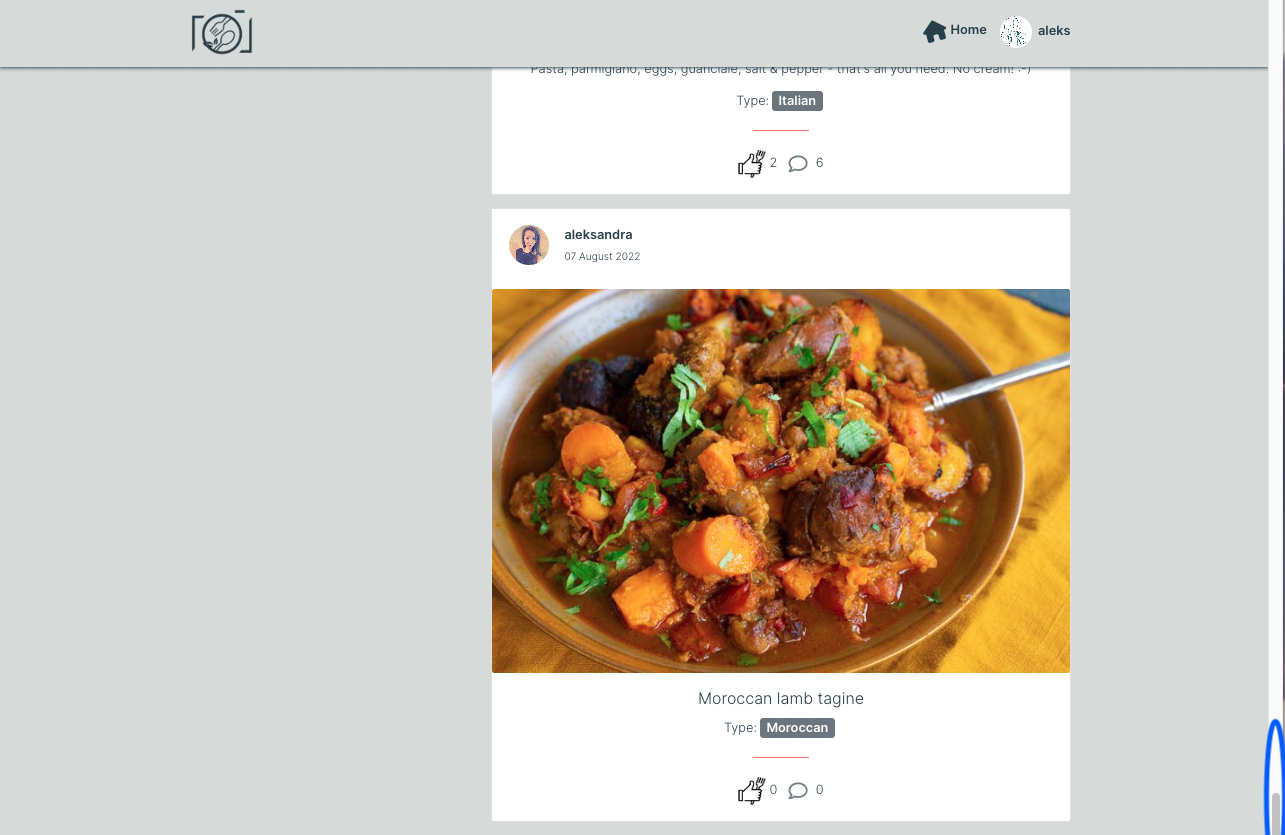 Home
aleks
Pasta, parmigiano, eggs, guanciale, salt & pepper - that's all you need. No cream! :-)
Type: Italian
2 6
aleksandra
07 August 2022
Moroccan lamb tagine
Type: Moroccan
0 0